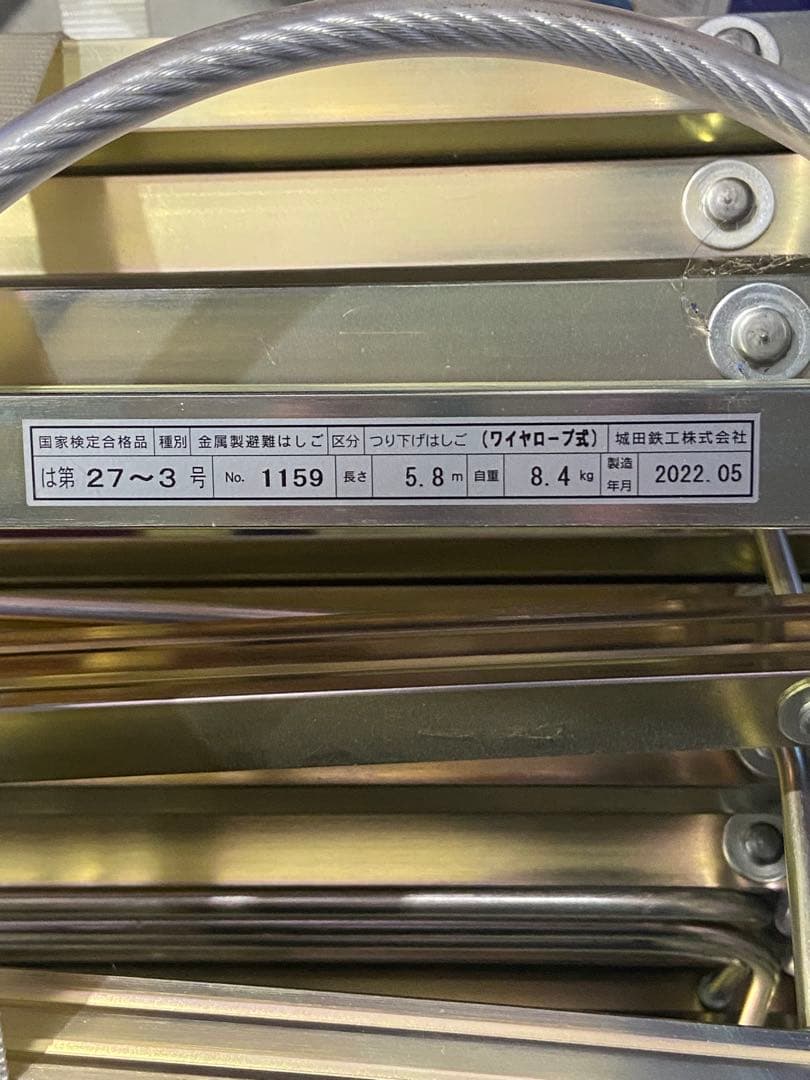 国家検定合格品 種別 金属製避難はしご 区分 つり下げはしご (ワイヤロープ式) 城田鉄工株式会社
は第 27〜3 号 No. 1159 長さ 5.8 m 自重 8.4 kg 製造年月 2022.05